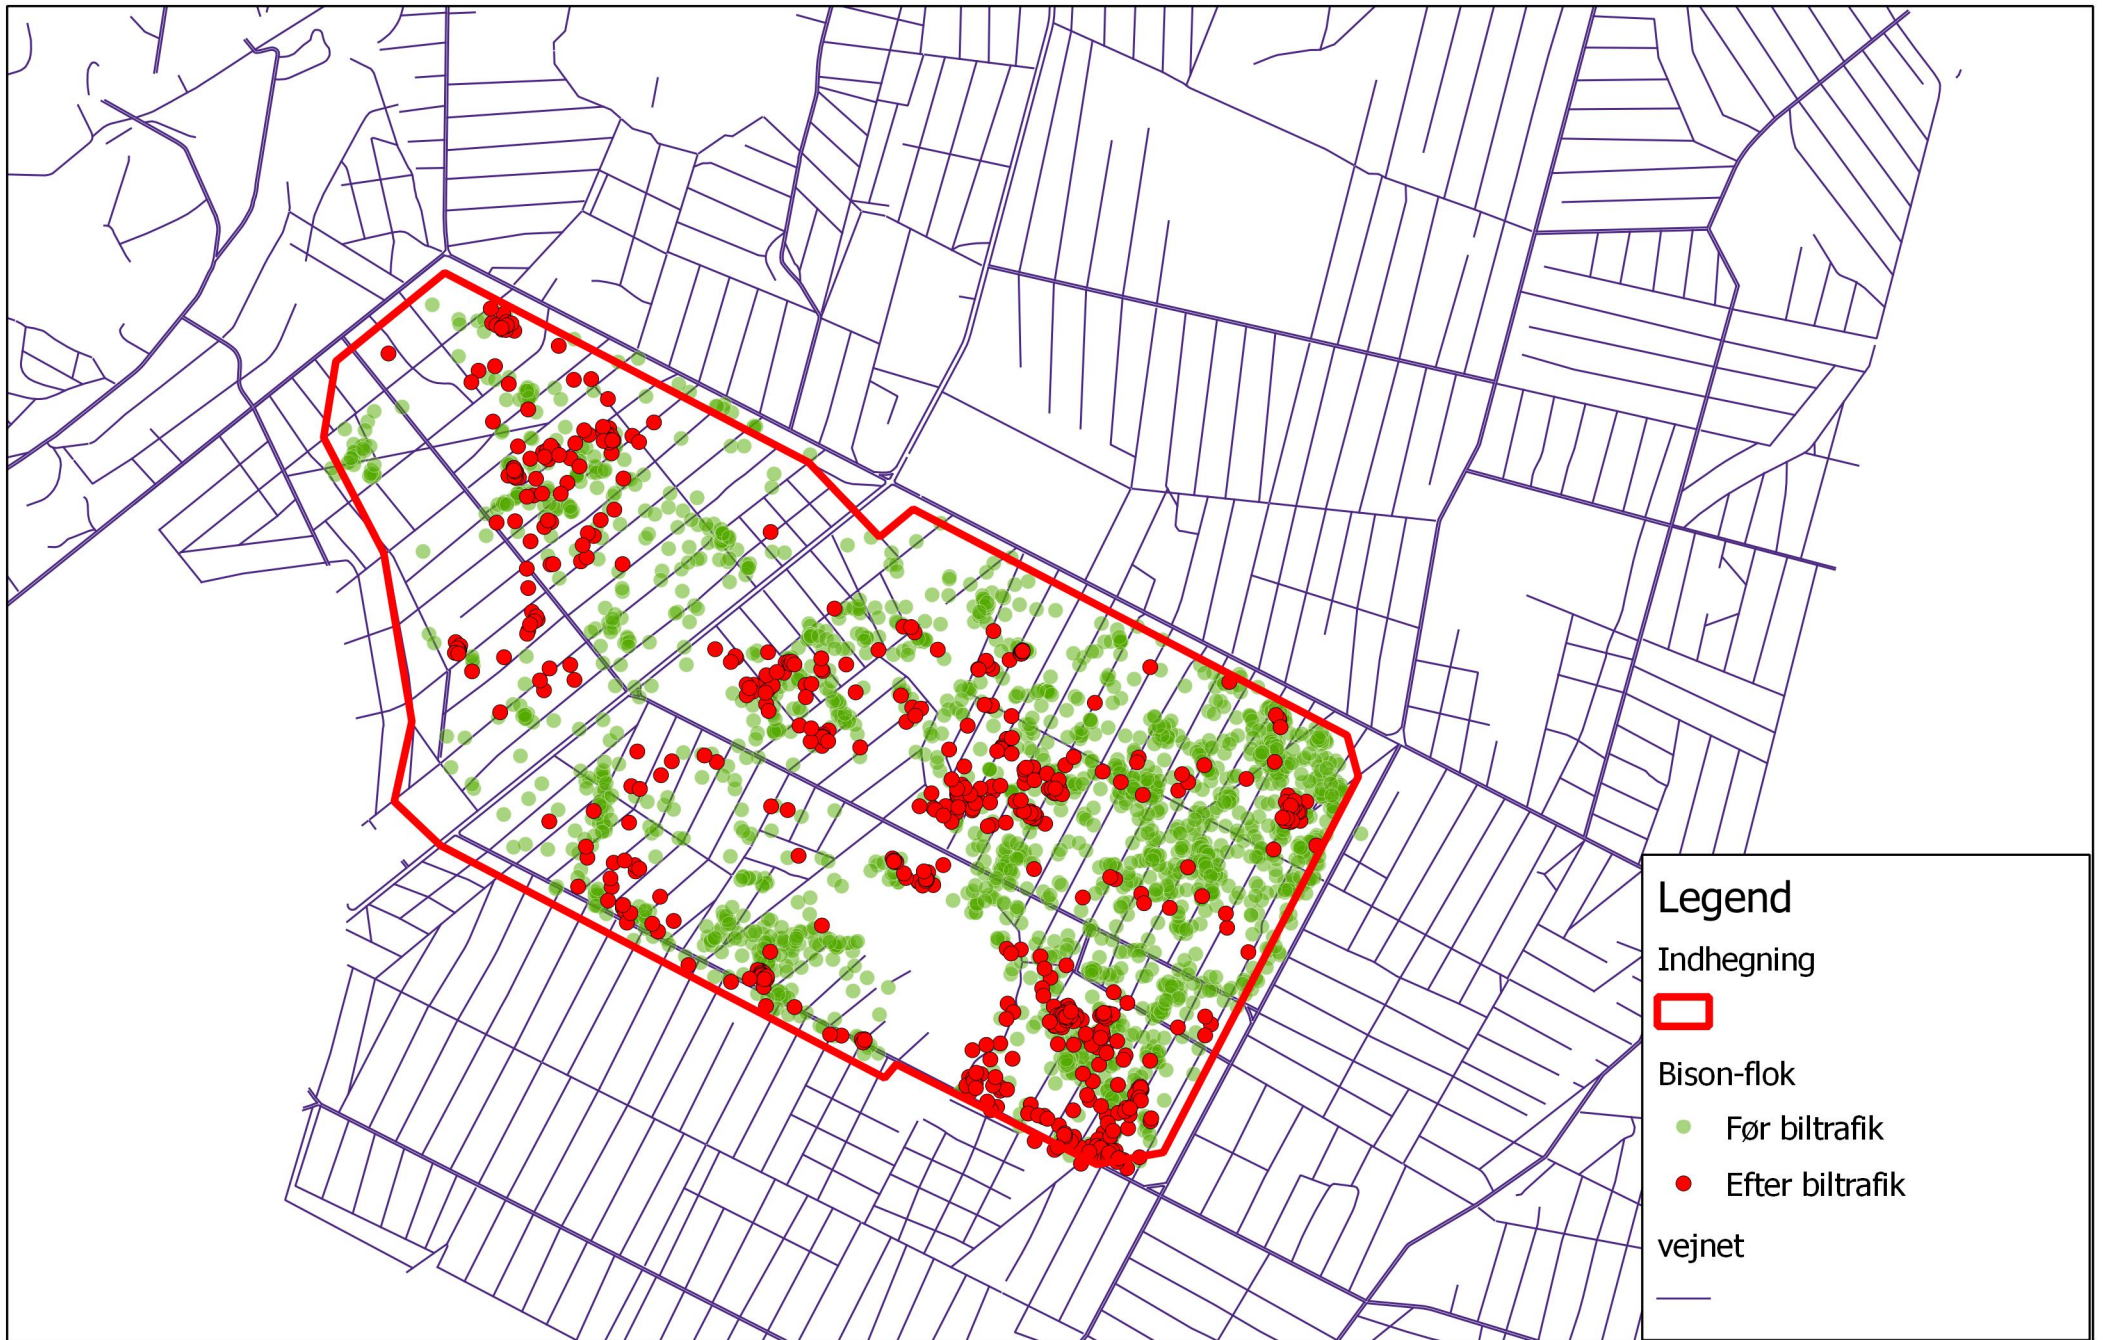 Legend
Indhegning
Bison-flok
Før biltrafik
Efter biltrafik
vejnet